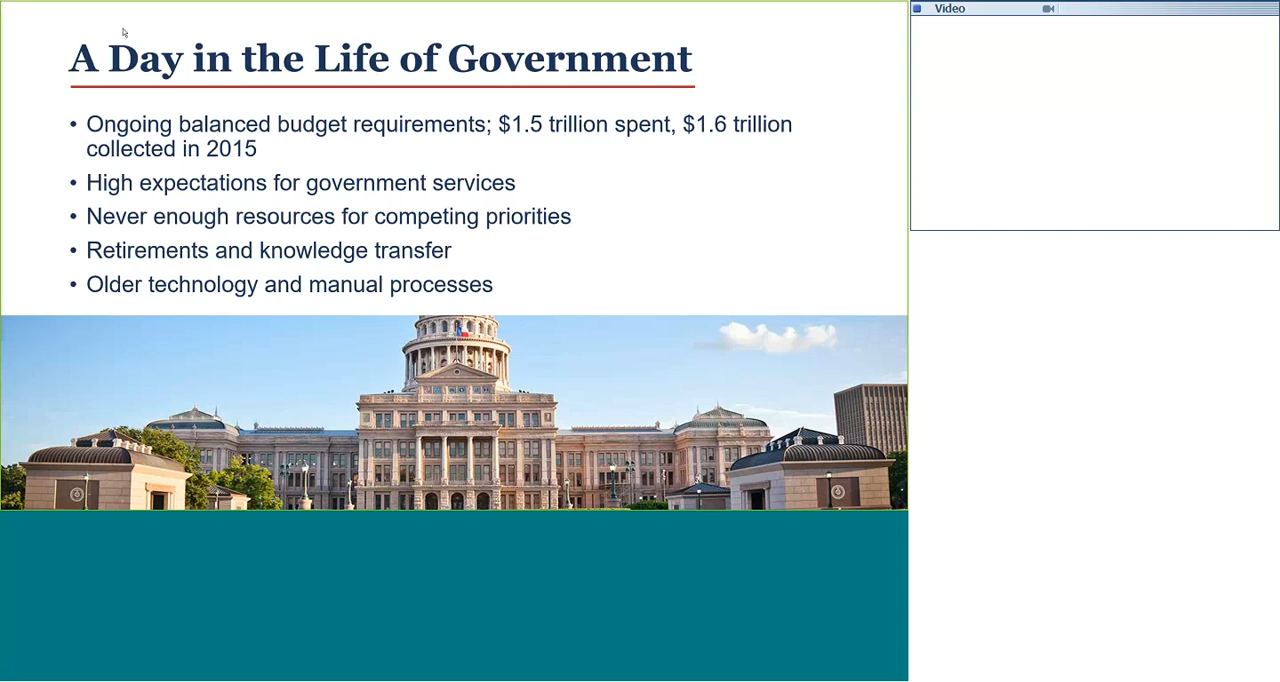 A Day in the Life of Government
• Ongoing balanced budget requirements; $1.5 trillion spent, $1.6 trillion
collected in 2015
• High expectations for government services
• Never enough resources for competing priorities
• Retirements and knowledge transfer
• Older technology and manual processes
Video